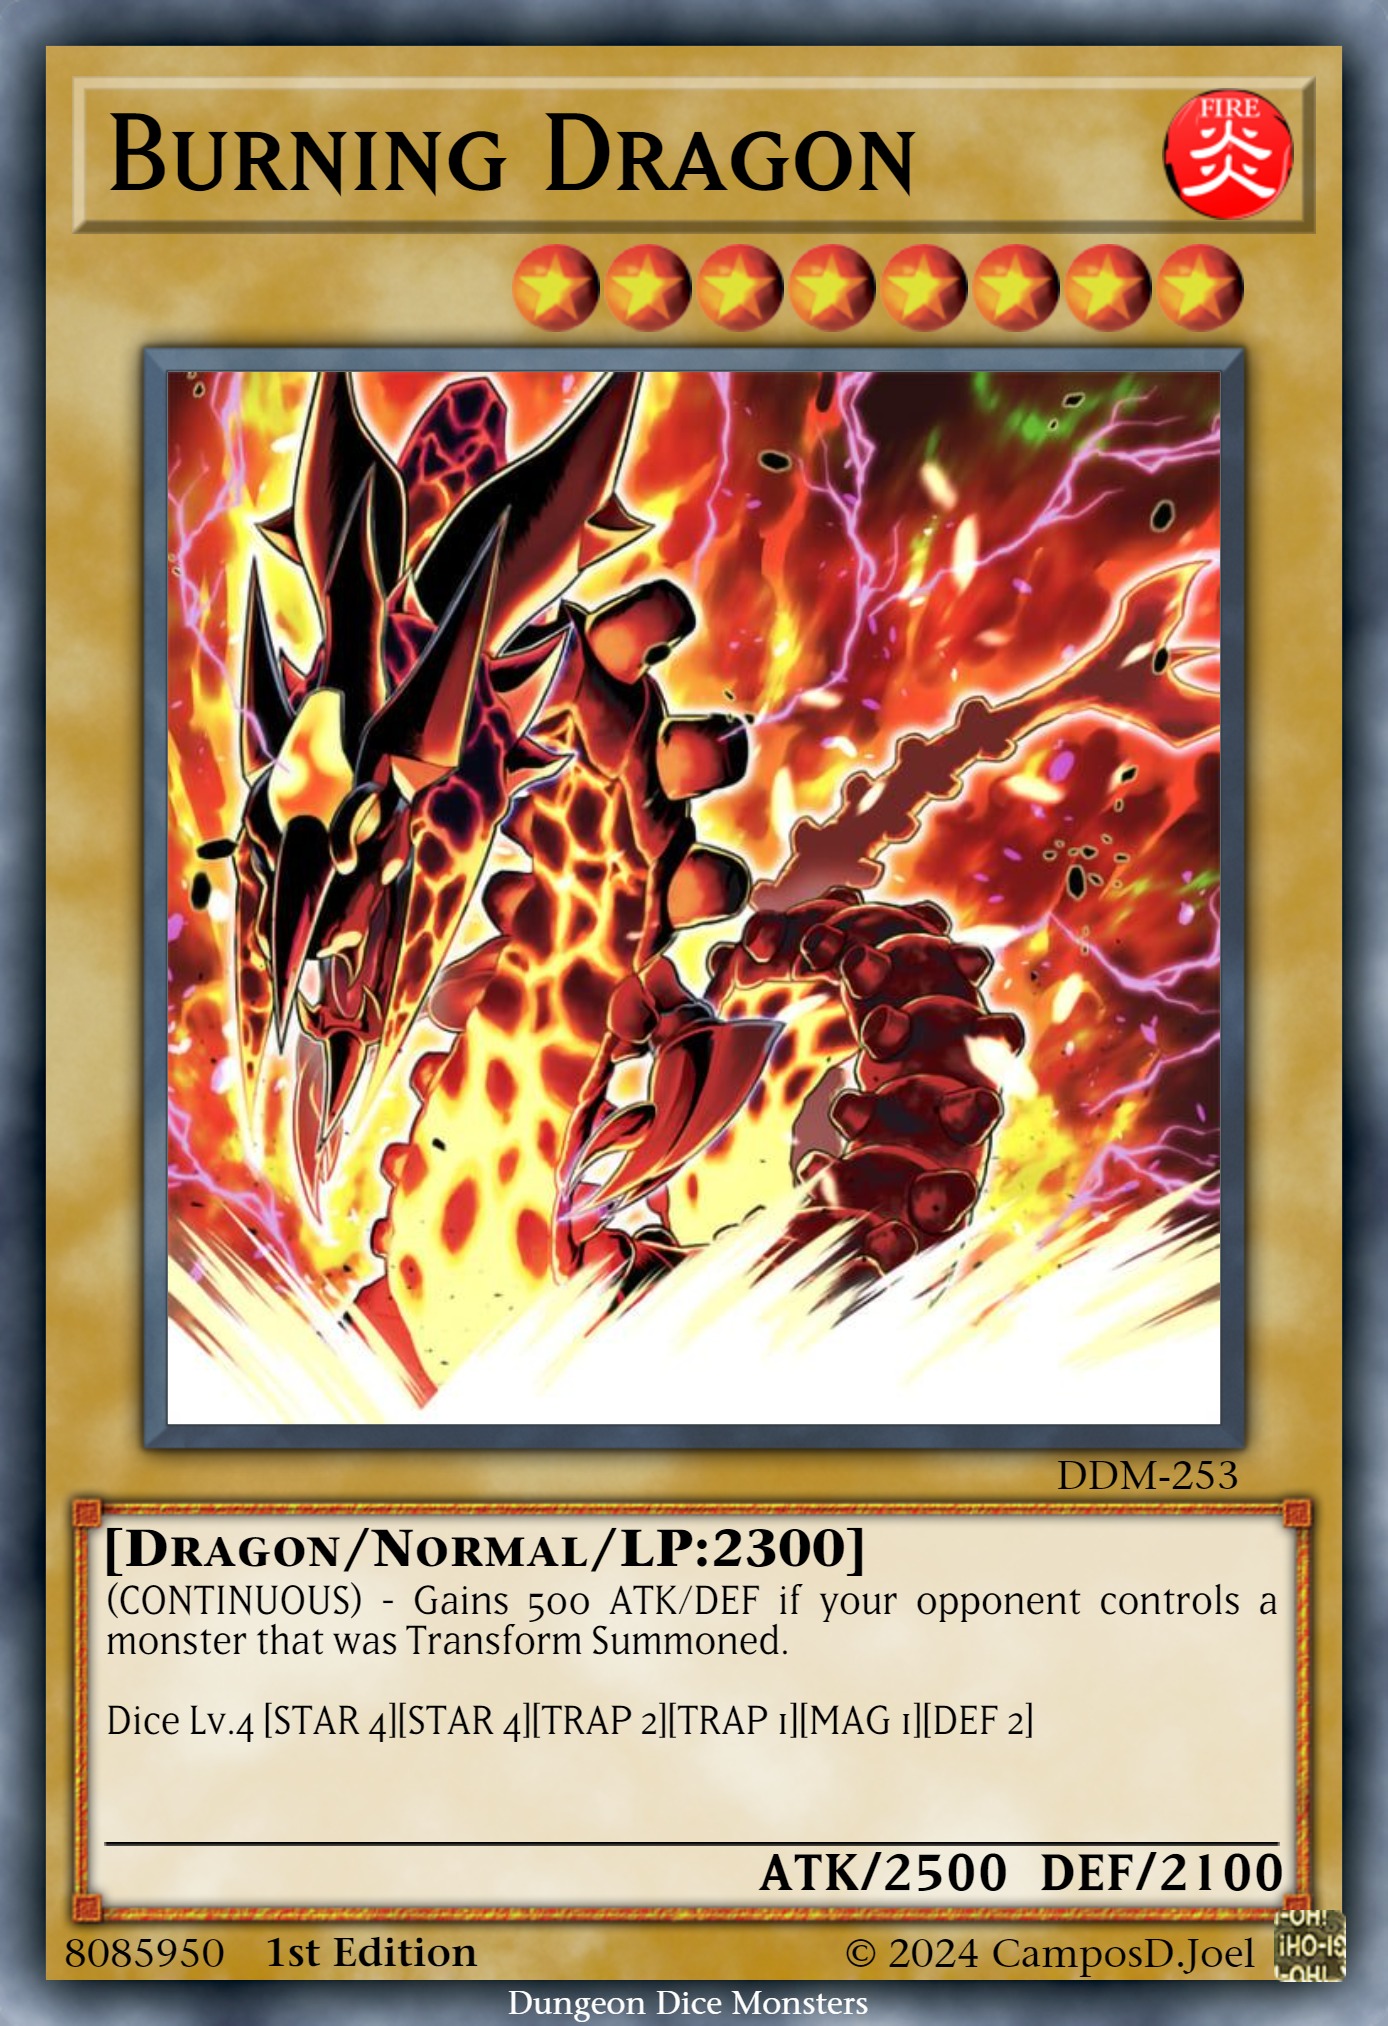 Burning Dragon
FIRE
炎
DDM-253
[Dragon/Normal/LP:2300]
(CONTINUOUS) - Gains 500 ATK/DEF if your opponent controls a
monster that was Transform Summoned.
Dice Lv.4 [STAR 4][STAR 4][TRAP 2][TRAP 1][MAG 1][DEF 2]
ATK/2500 DEF/2100
8085950 1st Edition © 2024 CamposD.Joel
Dungeon Dice Monsters